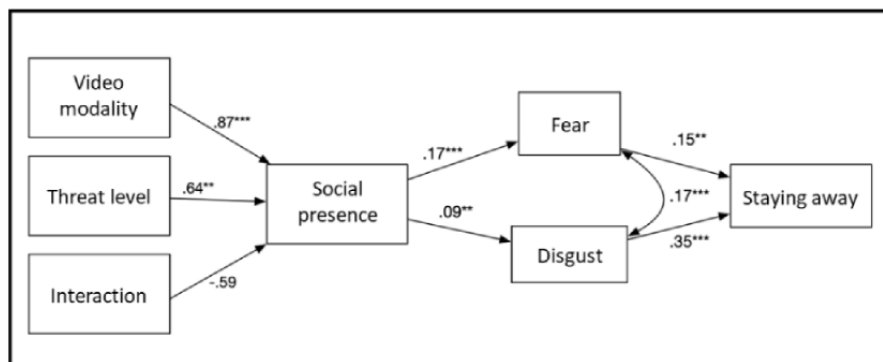 Video
modality
Threat level
Interaction
.87***
.64**
-.59
Social
presence
.17***
.09**
Fear
Disgust
.15**
.17***
.35***
Staying away